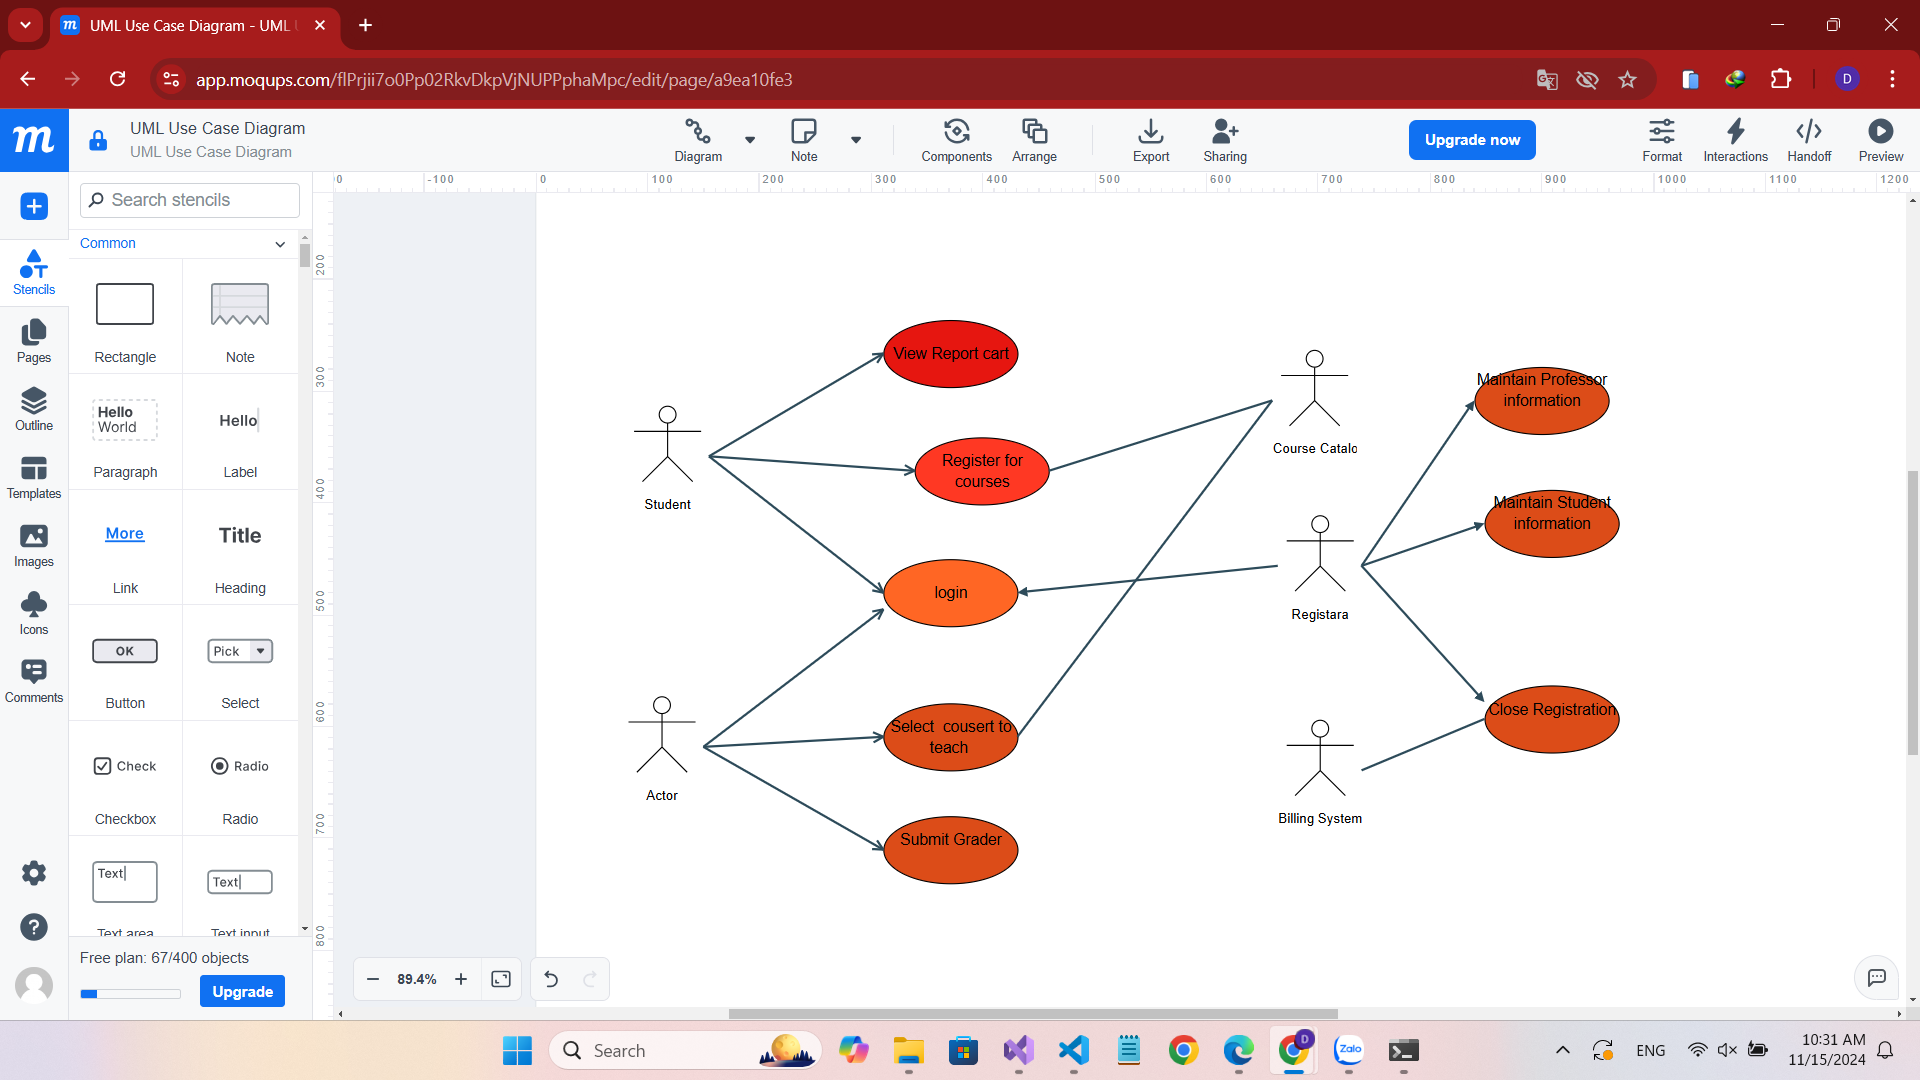 UML Use Case Diagram - UML
app.moqups.com/flPrjii7o0Pp02RkvDkpVjNUPPphaMpc/edit/page/a9ea10fe3
D
m
UML Use Case Diagram
UML Use Case Diagram
Diagram
Note
Components
Arrange
Export
Sharing
Upgrade now
Format
Interactions
Handoff
Preview
-100 0 100 200 300 400 500 600 700 800 900 1000 1100 1200
200
300
400
500
600
700
800
Search stencils
Common
Stencils
Pages
Outline
Templates
Images
Icons
Comments
Rectangle
Note
Hello
World
Hello
Paragraph
Label
More
Title
Link
Heading
OK
Pick
Button
Select
Check
Radio
Checkbox
Radio
Text
Text
Text area
Text input
Free plan: 67/400 objects
Upgrade
View Report cart
Register for
courses
login
Select cousert to
teach
Submit Grader
Student
Actor
Course Catalo
Registara
Billing System
Maintain Professor
information
Maintain Student
information
Close Registration
89.4%
Search
Zalo
ENG
10:31 AM
11/15/2024